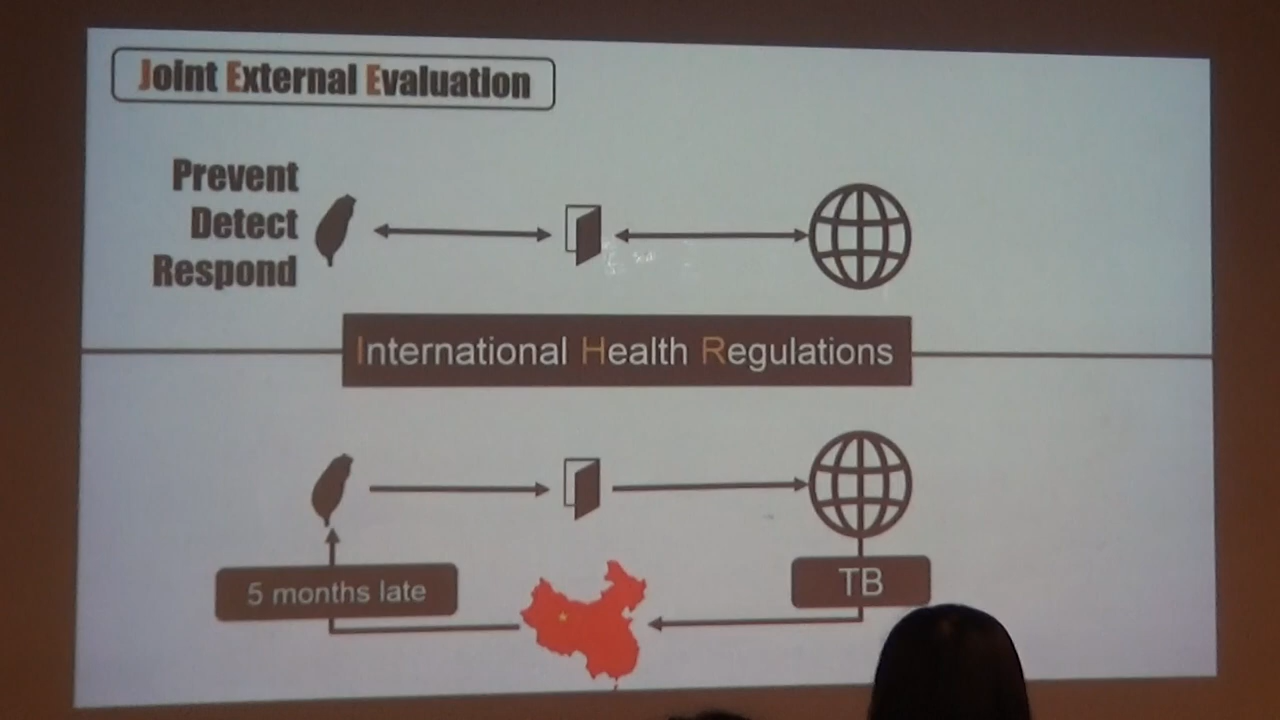 Joint External Evaluation
Prevent
Detect
Respond
International Health Regulations
5 months late
TB